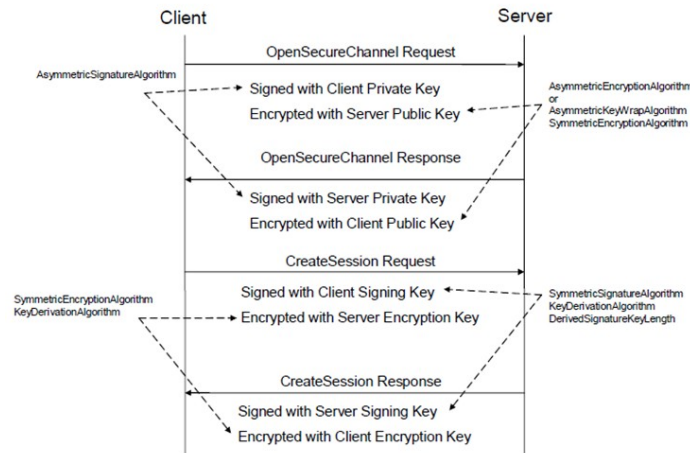 Client
Server
OpenSecureChannel Request
AsymmetricSignatureAlgorithm
Signed with Client Private Key
Encrypted with Server Public Key
AsymmetricEncryptionAlgorithm
or
AsymmetricKeyWrapAlgorithm
SymmetricEncryptionAlgorithm
OpenSecureChannel Response
Signed with Server Private Key
Encrypted with Client Public Key
CreateSession Request
Signed with Client Signing Key
Encrypted with Server Encryption Key
SymmetricEncryptionAlgorithm
KeyDerivationAlgorithm
SymmetricSignatureAlgorithm
KeyDerivationAlgorithm
DerivedSignatureKeyLength
CreateSession Response
Signed with Server Signing Key
Encrypted with Client Encryption Key